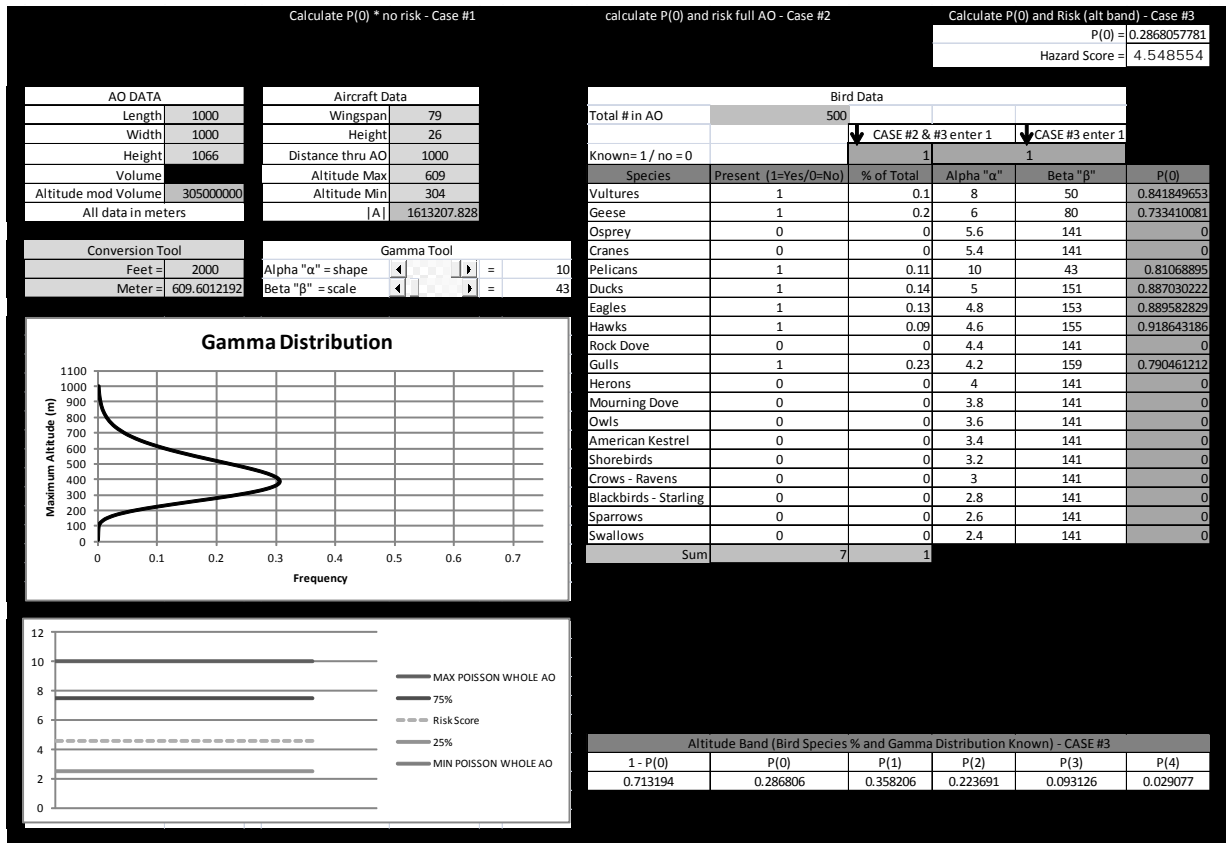 Calculate P(0) * no risk - Case #1
calculate P(0) and risk full AO - Case #2
Calculate P(0) and Risk (alt band) - Case #3
P(0) = 0.2868057781
Hazard Score = 4.548554
AO DATA
Length 1000
Width 1000
Height 1066
Volume
Altitude mod Volume 305000000
All data in meters
Aircraft Data
Wingspan 79
Height 26
Distance thru AO 1000
Altitude Max 609
Altitude Min 304
|A| 1613207.828
Conversion Tool
Feet = 2000
Meter = 609.6012192
Gamma Tool
Alpha "α" = shape = 10
Beta "β" = scale = 43
Gamma Distribution
Maximum Altitude (m)
1100
1000
900
800
700
600
500
400
300
200
100
0
0 0.1 0.2 0.3 0.4 0.5 0.6 0.7
Frequency
12
10
8
6
4
2
0
MAX POISSON WHOLE AO
75%
Risk Score
25%
MIN POISSON WHOLE AO
Bird Data
Total # in AO 500
CASE #2 & #3 enter 1 CASE #3 enter 1
Known= 1 / no = 0 1 1
Species Present (1=Yes/0=No) % of Total Alpha "α" Beta "β" P(0)
Vultures 1 0.1 8 50 0.841849653
Geese 1 0.2 6 80 0.733410081
Osprey 0 0 5.6 141 0
Cranes 0 0 5.4 141 0
Pelicans 1 0.11 10 43 0.81068895
Ducks 1 0.14 5 151 0.887030222
Eagles 1 0.13 4.8 153 0.889582829
Hawks 1 0.09 4.6 155 0.918643186
Rock Dove 0 0 4.4 141 0
Gulls 1 0.23 4.2 159 0.790461212
Herons 0 0 4 141 0
Mourning Dove 0 0 3.8 141 0
Owls 0 0 3.6 141 0
American Kestrel 0 0 3.4 141 0
Shorebirds 0 0 3.2 141 0
Crows - Ravens 0 0 3 141 0
Blackbirds - Starling 0 0 2.8 141 0
Sparrows 0 0 2.6 141 0
Swallows 0 0 2.4 141 0
Sum 7 1
Altitude Band (Bird Species % and Gamma Distribution Known) - CASE #3
1 - P(0) P(0) P(1) P(2) P(3) P(4)
0.713194 0.286806 0.358206 0.223691 0.093126 0.029077